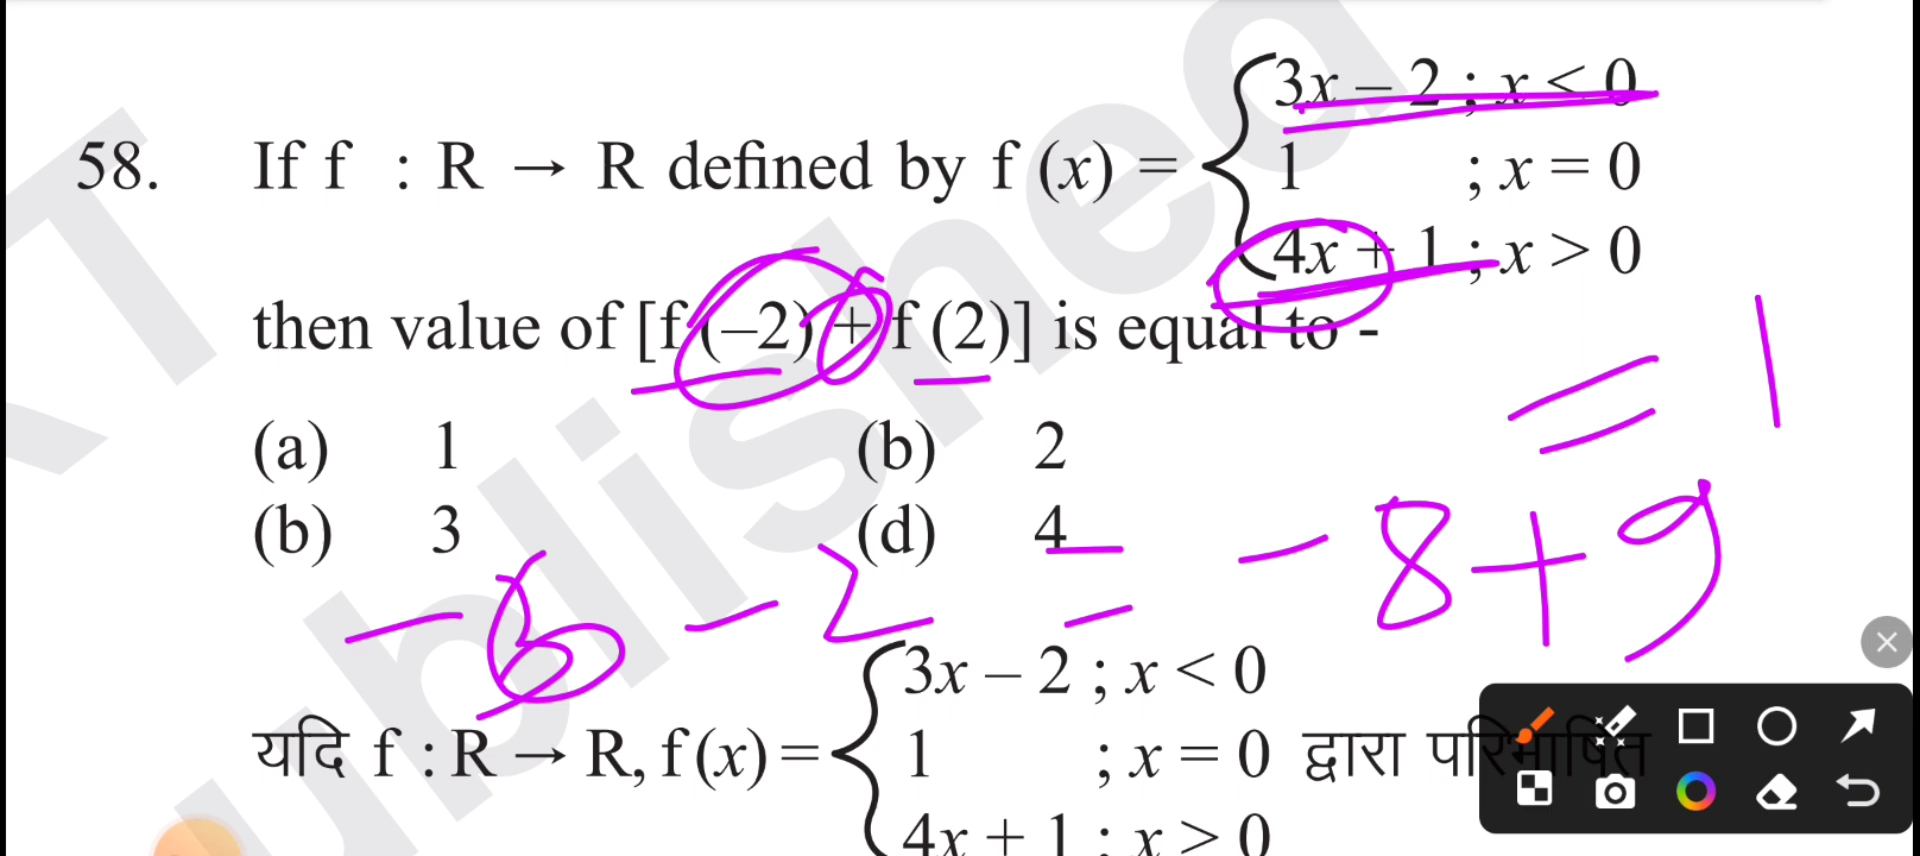 3x – 2 ; x < 0
58. If f : R → R defined by f (x) = { 1 ; x = 0
4x + 1 ; x > 0
then value of [f (–2) + f (2)] is equal to -
= 1
(a) 1 (b) 2
(b) 3 (d) 4
– 2 = – 8 + 9
3x – 2 ; x < 0
यदि f : R → R, f (x) = { 1 ; x = 0 द्वारा परिभाषित
4x + 1 ; x > 0